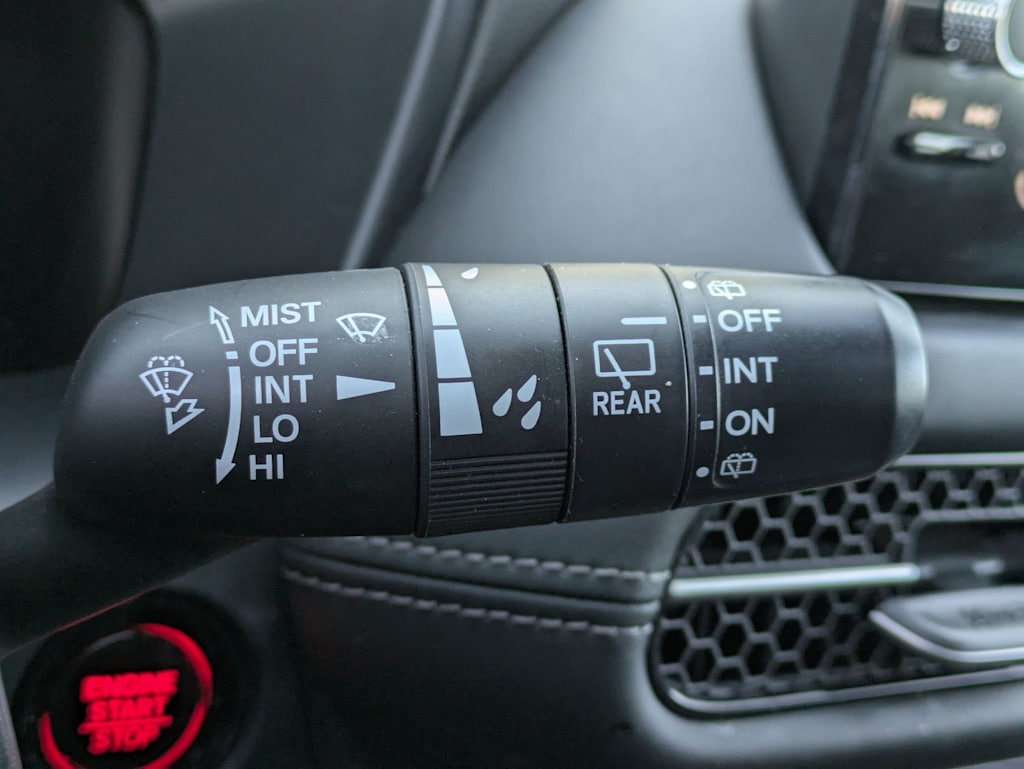 MIST
OFF
INT
LO
HI
REAR
OFF
INT
ON
ENGINE
START
STOP